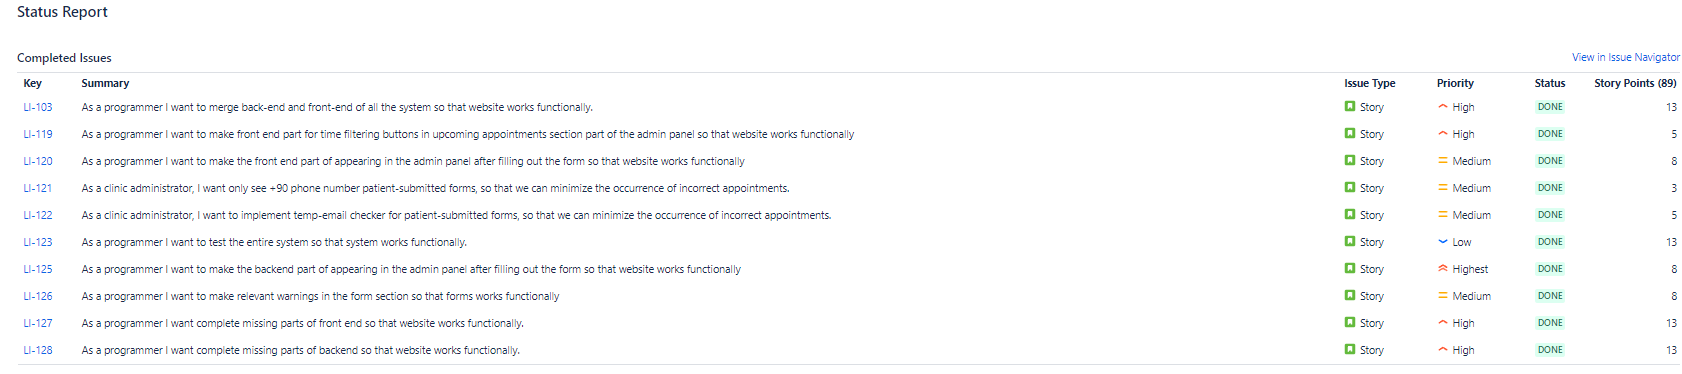 Status Report
Completed Issues View in Issue Navigator
Key Summary Issue Type Priority Status Story Points (89)
LI-103 As a programmer I want to merge back-end and front-end of all the system so that website works functionally. Story High DONE 13
LI-119 As a programmer I want to make front end part for time filtering buttons in upcoming appointments section part of the admin panel so that website works functionally Story High DONE 5
LI-120 As a programmer I want to make the front end part of appearing in the admin panel after filling out the form so that website works functionally Story Medium DONE 8
LI-121 As a clinic administrator, I want only see +90 phone number patient-submitted forms, so that we can minimize the occurrence of incorrect appointments. Story Medium DONE 3
LI-122 As a clinic administrator, I want to implement temp-email checker for patient-submitted forms, so that we can minimize the occurrence of incorrect appointments. Story Medium DONE 5
LI-123 As a programmer I want to test the entire system so that system works functionally. Story Low DONE 13
LI-125 As a programmer I want to make the backend part of appearing in the admin panel after filling out the form so that website works functionally Story Highest DONE 8
LI-126 As a programmer I want to make relevant warnings in the form section so that forms works functionally Story Medium DONE 8
LI-127 As a programmer I want complete missing parts of front end so that website works functionally. Story High DONE 13
LI-128 As a programmer I want complete missing parts of backend so that website works functionally. Story High DONE 13